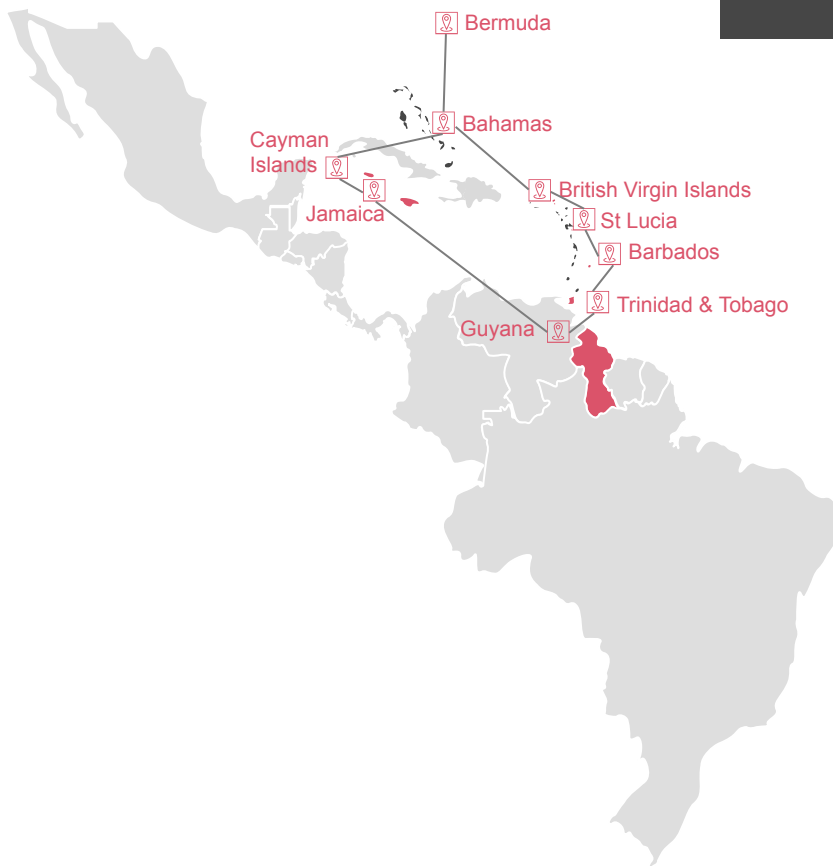 Bermuda
Bahamas
Cayman
Islands
British Virgin Islands
Jamaica
St Lucia
Barbados
Trinidad & Tobago
Guyana